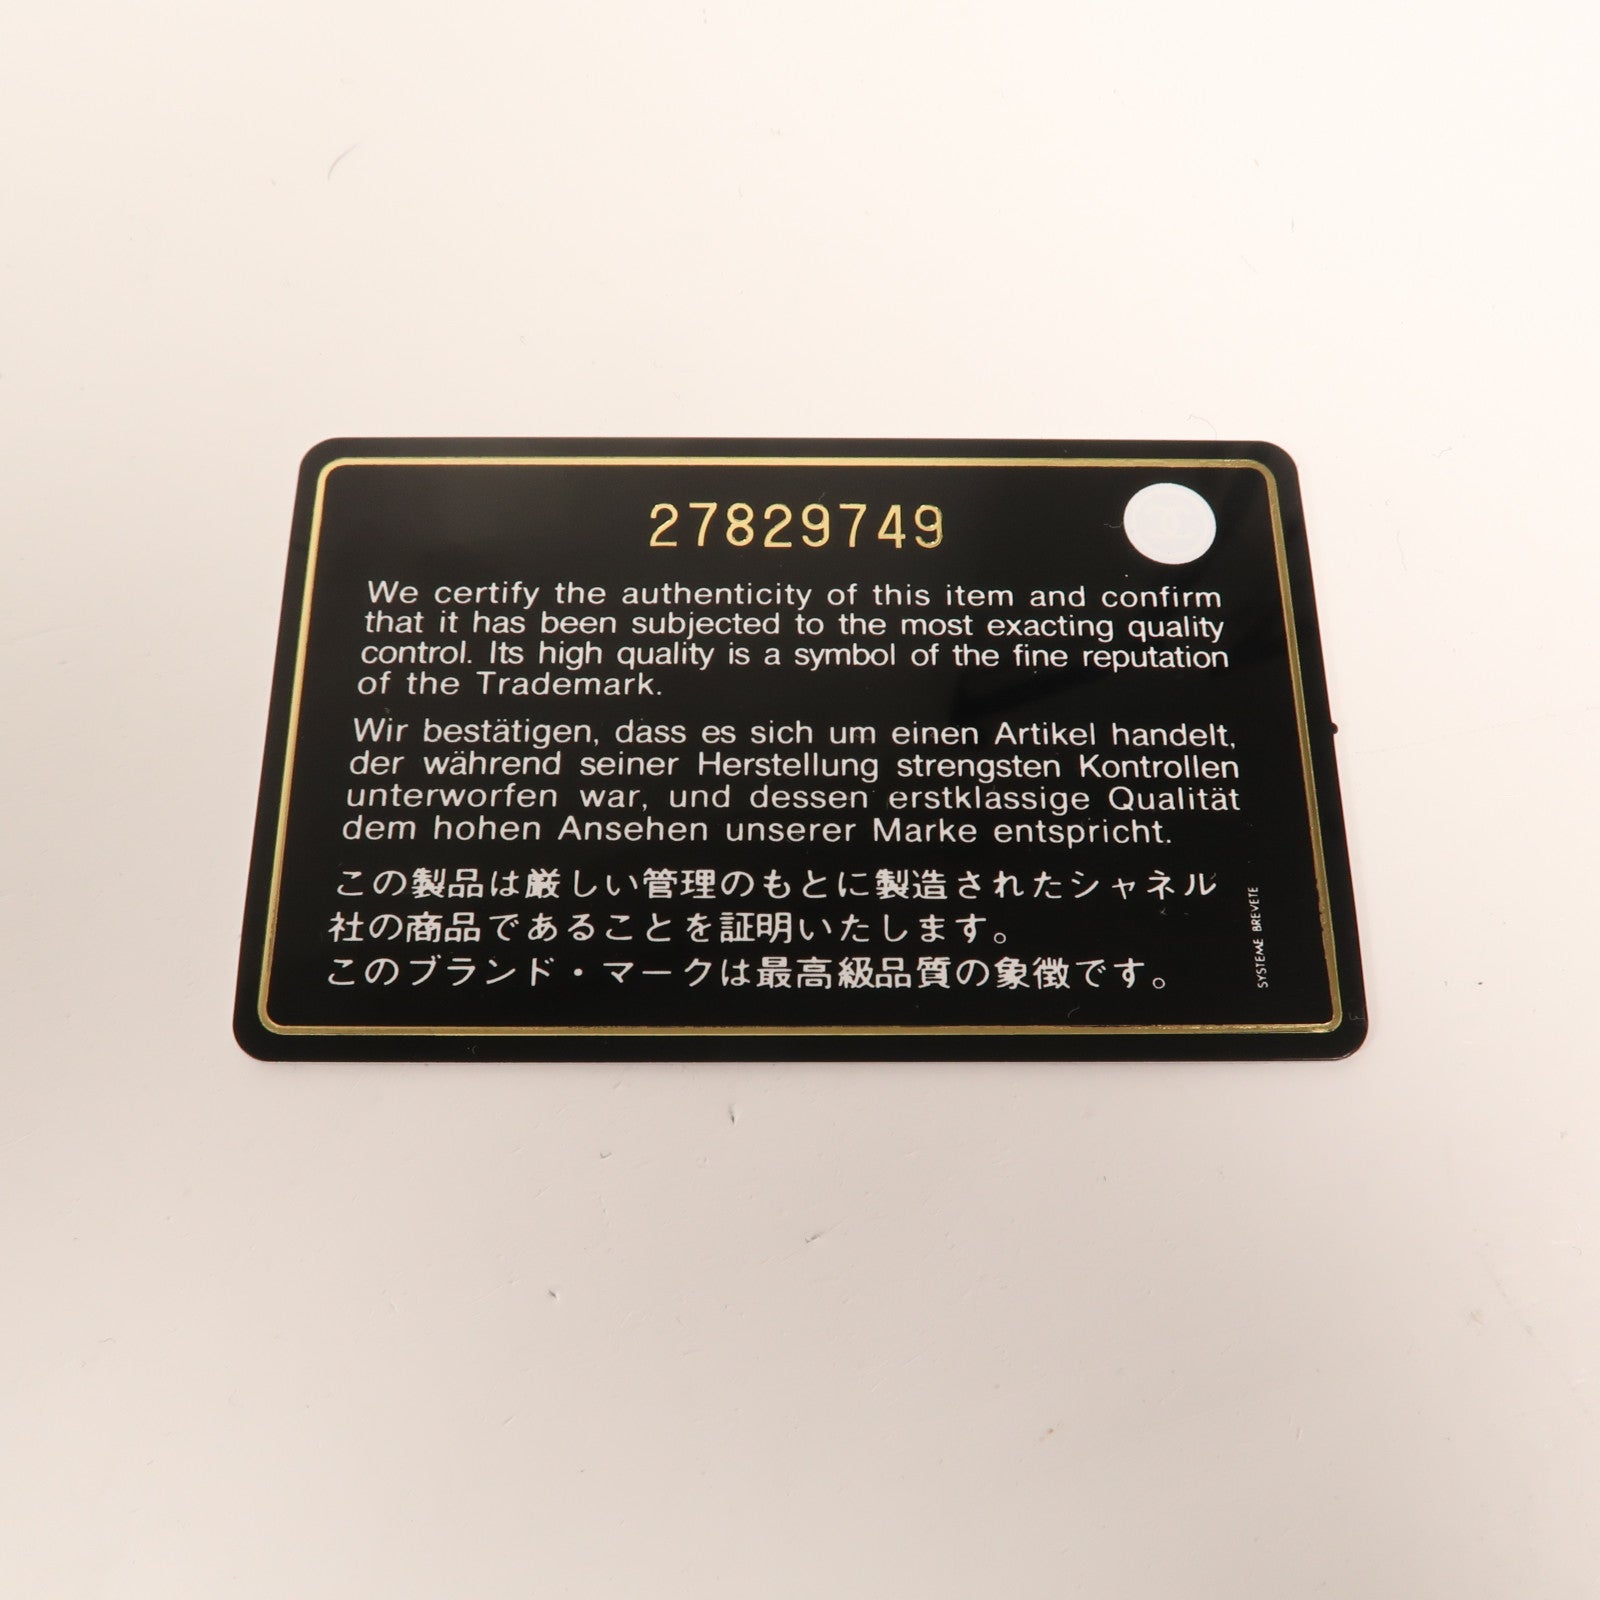 27829749
We certify the authenticity of this item and confirm
that it has been subjected to the most exacting quality
control. Its high quality is a symbol of the fine reputation
of the Trademark.
Wir bestätigen, dass es sich um einen Artikel handelt,
der während seiner Herstellung strengsten Kontrollen
unterworfen war, und dessen erstklassige Qualität
dem hohen Ansehen unserer Marke entspricht.
この製品は厳しい管理のもとに製造されたシャネル
社の商品であることを証明いたします。
このブランド・マークは最高級品質の象徴です。
SYSTEME BREVETE